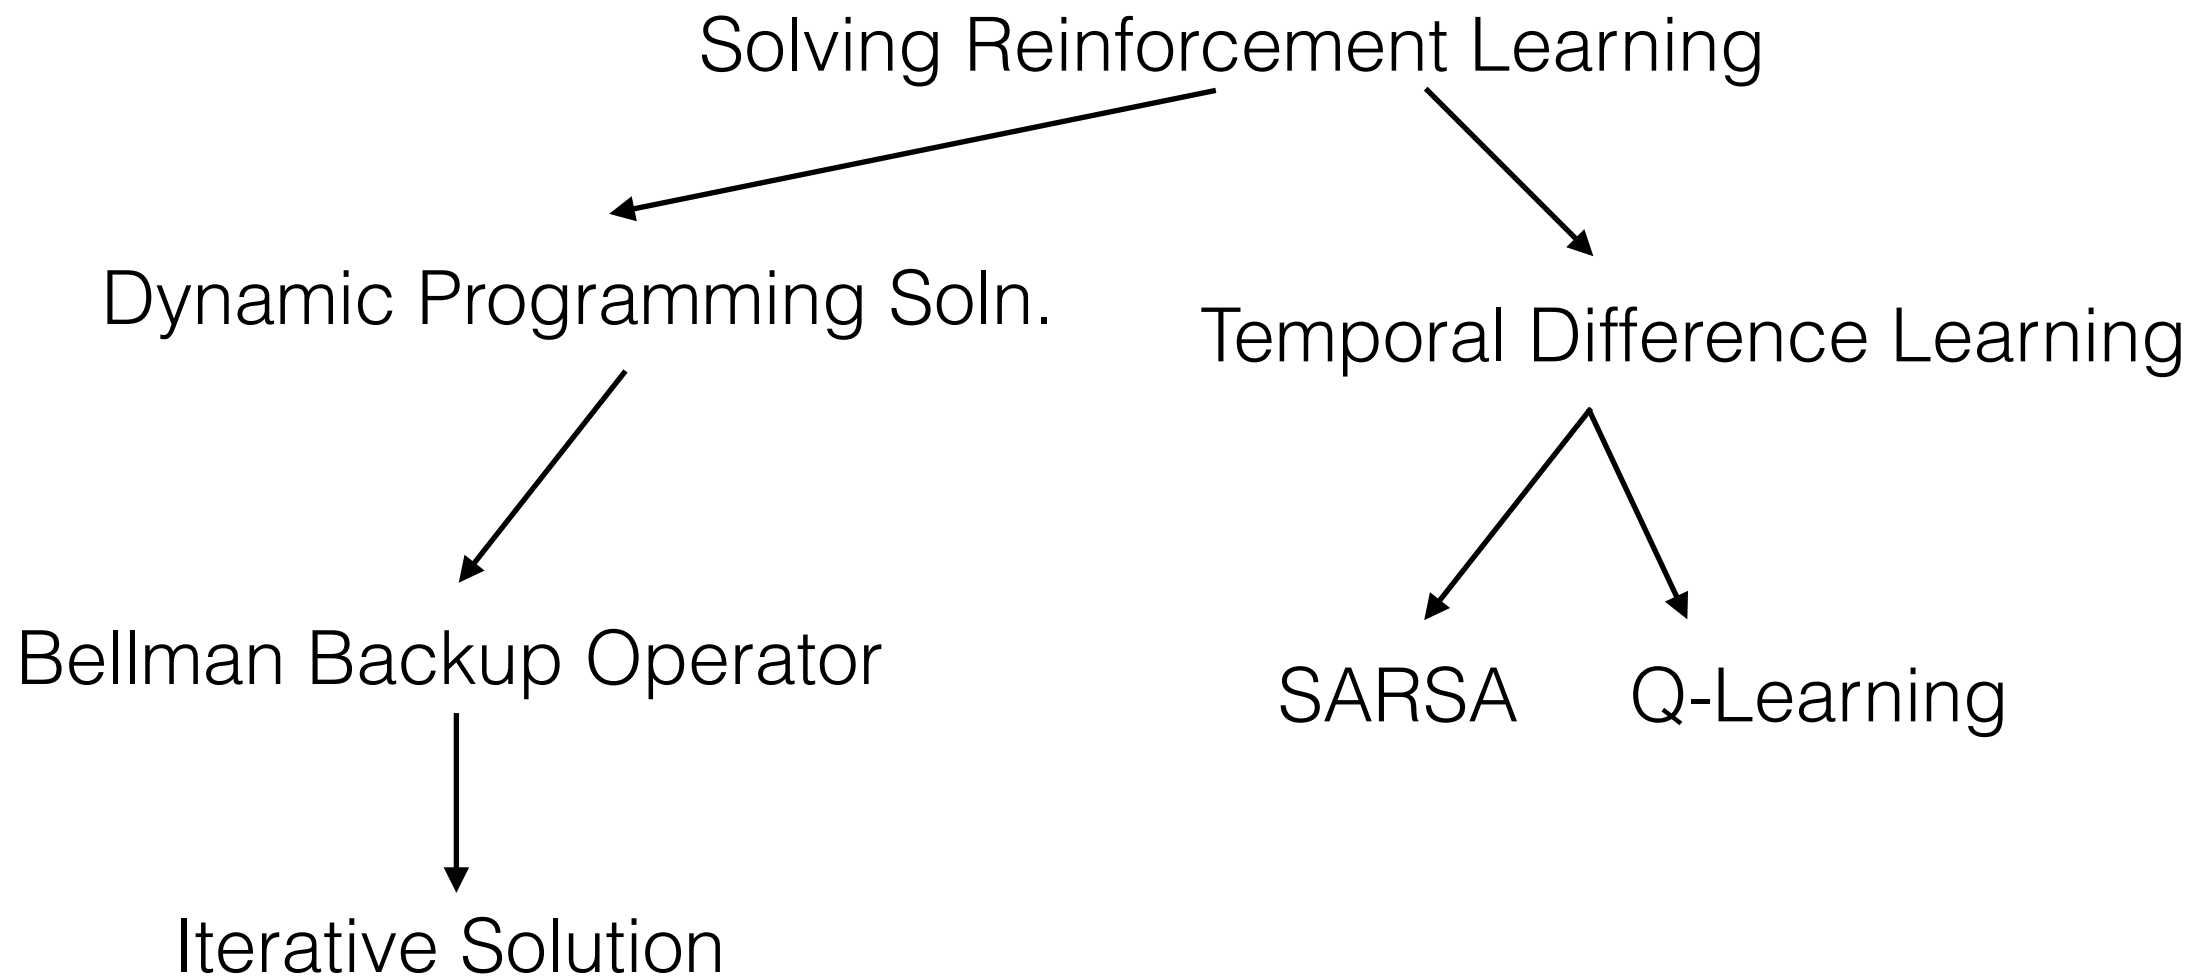 Solving Reinforcement Learning
Dynamic Programming Soln.
Temporal Difference Learning
Bellman Backup Operator
SARSA
Q-Learning
Iterative Solution